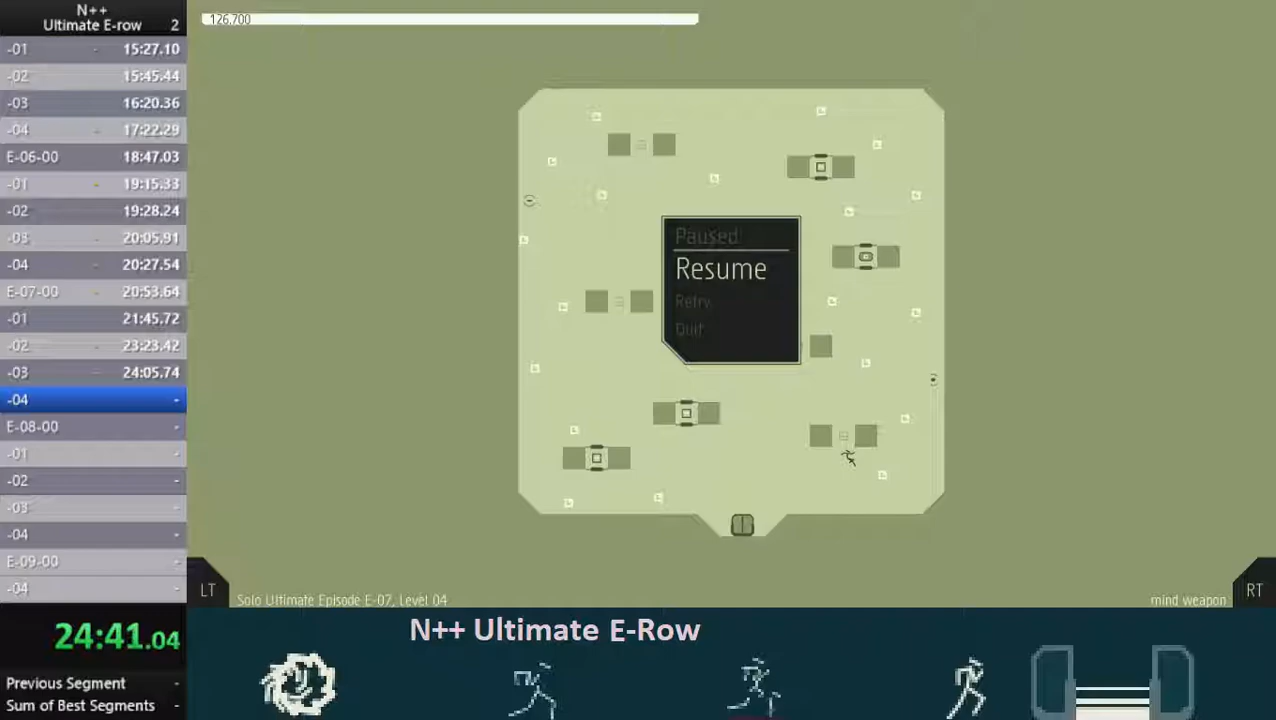 N++
Ultimate E-row 2
-01 - 15:27.10
-02 - 15:45.44
-03 - 16:20.36
-04 - 17:22.29
E-06-00 18:47.03
-01 - 19:15.33
-02 - 19:28.24
-03 - 20:05.91
-04 - 20:27.54
E-07-00 - 20:53.64
-01 - 21:45.72
-02 - 23:23.42
-03 - 24:05.74
-04 -
E-08-00 -
-01 -
-02 -
-03 -
-04 -
E-09-00 -
-04 -
24:41.04
Previous Segment -
Sum of Best Segments -
126.700
Paused
Resume
Retry
Quit
LT
RT
Solo Ultimate Episode E-07, Level 04
mind weapon
N++ Ultimate E-Row